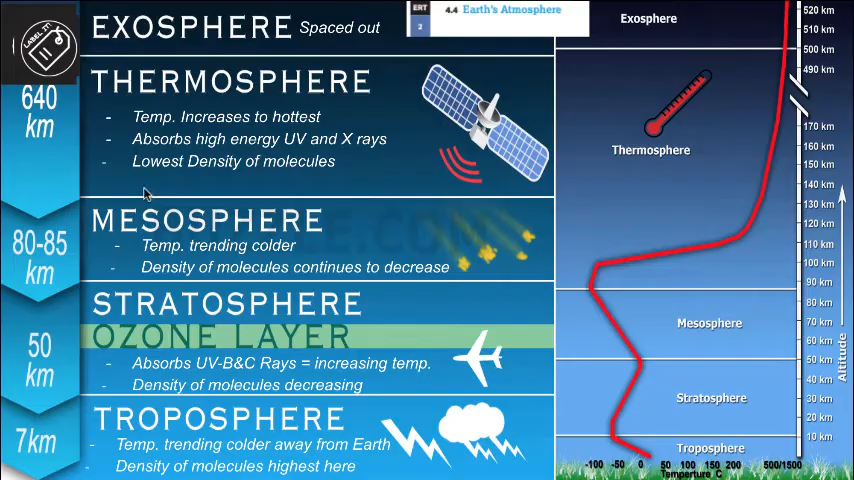 LABEL IT!
EXOSPHERE Spaced out
ERT
2
4.4 Earth's Atmosphere
640
km
THERMOSPHERE
- Temp. Increases to hottest
- Absorbs high energy UV and X rays
- Lowest Density of molecules
80-85
km
MESOSPHERE
- Temp. trending colder
- Density of molecules continues to decrease
50
km
STRATOSPHERE
OZONE LAYER
- Absorbs UV-B&C Rays = increasing temp.
- Density of molecules decreasing
7km
TROPOSPHERE
- Temp. trending colder away from Earth
- Density of molecules highest here
Exosphere
Thermosphere
Mesosphere
Stratosphere
Troposphere
520 km
510 km
500 km
490 km
170 km
160 km
150 km
140 km
130 km
120 km
110 km
100 km
90 km
80 km
70 km
60 km
50 km
40 km
30 km
20 km
10 km
Altitude
-100 -50 0 50 100 150 200 500/1500
Temperture C